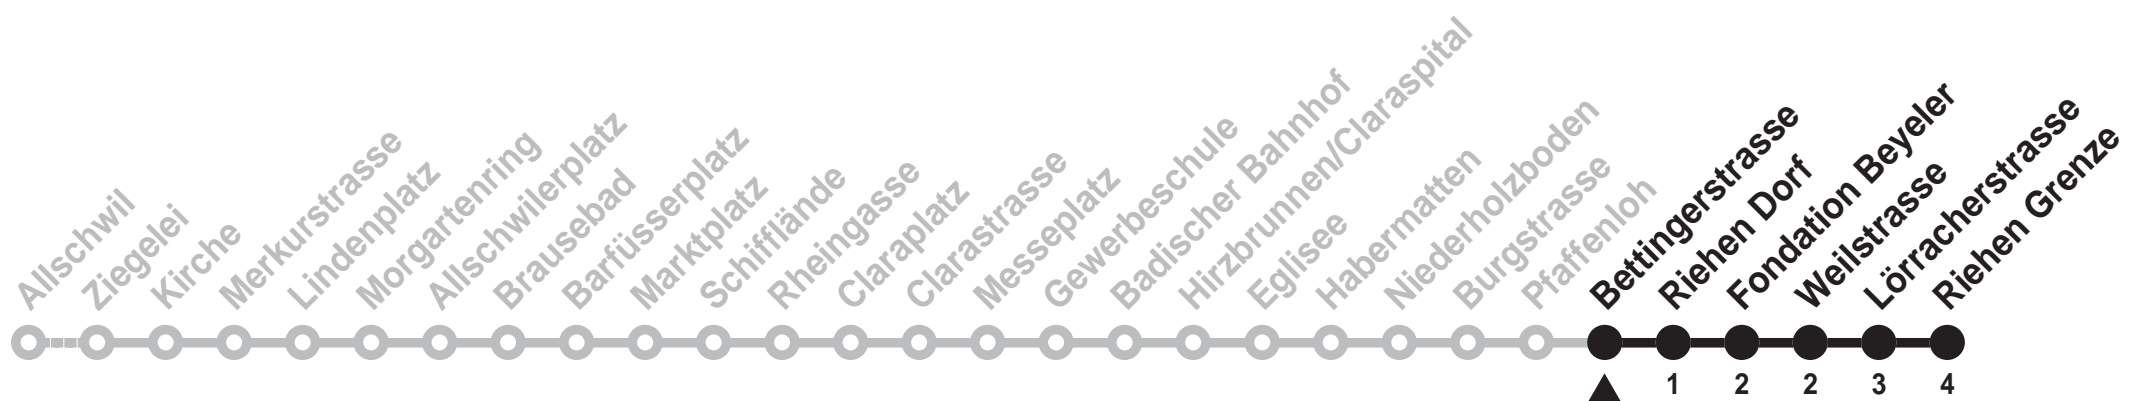 Allschwil
Ziegelei
Kirche
Merkurstrasse
Lindenplatz
Morgartenring
Allschwilerplatz
Brausebad
Barfüsserplatz
Marktplatz
Schifflände
Rheingasse
Claraplatz
Clarastrasse
Messeplatz
Gewerbeschule
Badischer Bahnhof
Hirzbrunnen/Claraspital
Eglisee
Habermatten
Niederholzboden
Burgstrasse
Pfaffenloh
Bettingerstrasse
Riehen Dorf
Fondation Beyeler
Weilstrasse
Lörracherstrasse
Riehen Grenze
1 2 2 3 4